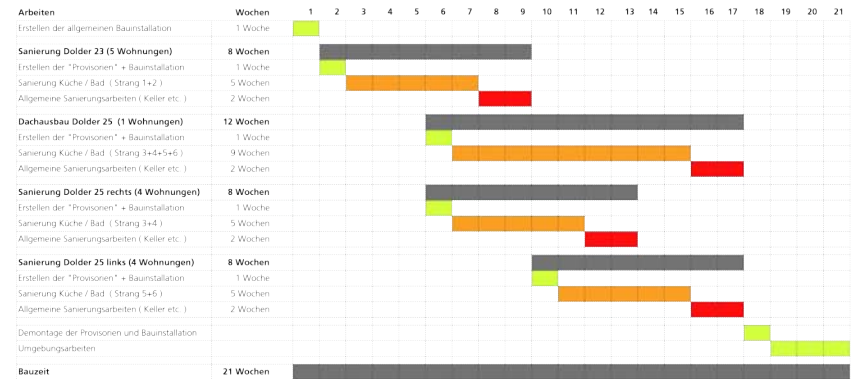 Arbeiten Wochen 1 2 3 4 5 6 7 8 9 10 11 12 13 14 15 16 17 18 19 20 21
Erstellen der allgemeinen Bauinstallation 1 Woche
Sanierung Dolder 23 (5 Wohnungen) 8 Wochen
Erstellen der "Provisonen" + Bauinstallation 1 Woche
Sanierung Küche / Bad ( Strang 1+2 ) 5 Wochen
Allgemeine Sanierungsarbeiten ( Keller etc. ) 2 Wochen
Dachausbau Dolder 25 (1 Wohnungen) 12 Wochen
Erstellen der "Provisonen" + Bauinstallation 1 Woche
Sanierung Küche / Bad ( Strang 3+4+5+6 ) 9 Wochen
Allgemeine Sanierungsarbeiten ( Keller etc. ) 2 Wochen
Sanierung Dolder 25 rechts (4 Wohnungen) 8 Wochen
Erstellen der "Provisonen" + Bauinstallation 1 Woche
Sanierung Küche / Bad ( Strang 3+4 ) 5 Wochen
Allgemeine Sanierungsarbeiten ( Keller etc. ) 2 Wochen
Sanierung Dolder 25 links (4 Wohnungen) 8 Wochen
Erstellen der "Provisonen" + Bauinstallation 1 Woche
Sanierung Küche / Bad ( Strang 5+6 ) 5 Wochen
Allgemeine Sanierungsarbeiten ( Keller etc. ) 2 Wochen
Demontage der Provisonen und Bauinstallation
Umgebungsarbeiten
Bauzeit 21 Wochen